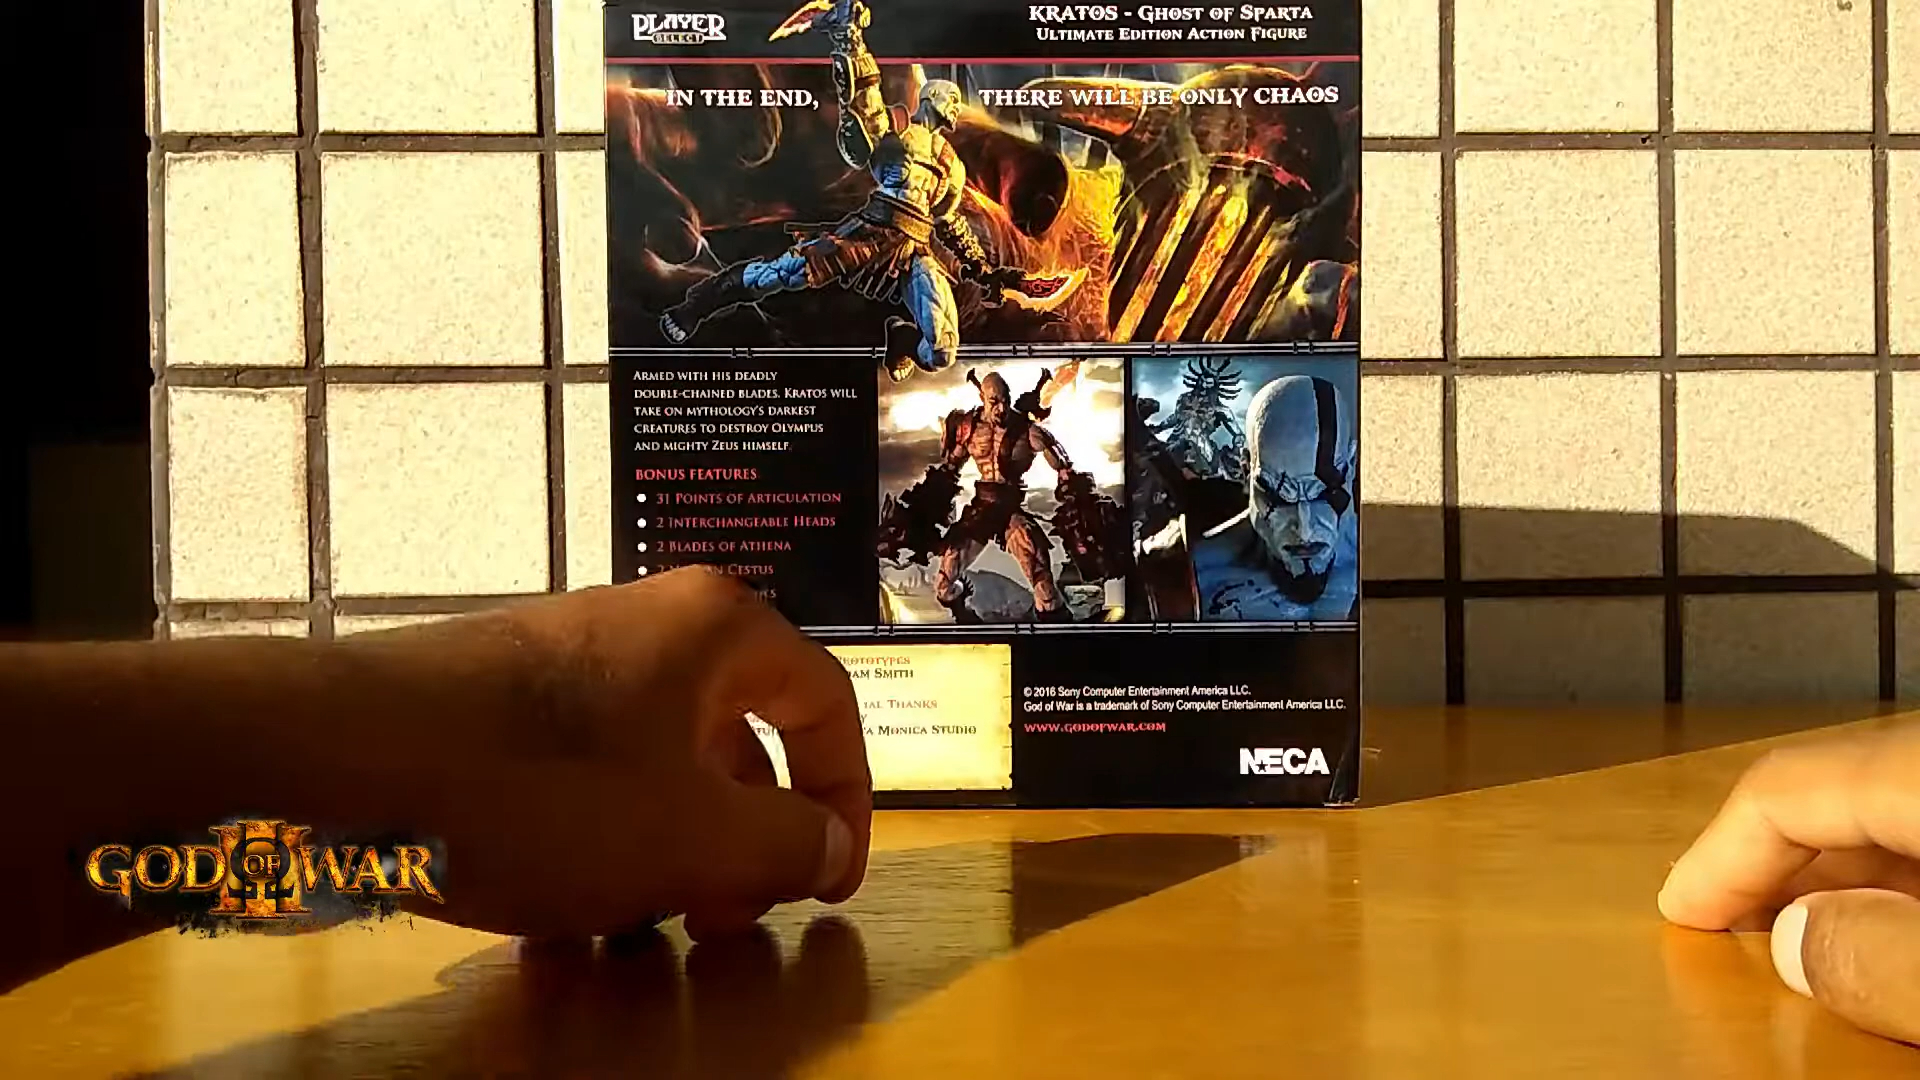 PLAYER
SELECT
KRATOS - GHOST OF SPARTA
ULTIMATE EDITION ACTION FIGURE
IN THE END, THERE WILL BE ONLY CHAOS
ARMED WITH HIS DEADLY
DOUBLE-CHAINED BLADES, KRATOS WILL
TAKE ON MYTHOLOGY'S DARKEST
CREATURES TO DESTROY OLYMPUS
AND MIGHTY ZEUS HIMSELF.
BONUS FEATURES
31 POINTS OF ARTICULATION
2 INTERCHANGEABLE HEADS
2 BLADES OF ATHENA
2 CESTUS
SMITH
THANKS
MONICA STUDIO
© 2016 Sony Computer Entertainment America LLC.
God of War is a trademark of Sony Computer Entertainment America LLC.
WWW.GODOFWAR.COM
NECA
GOD OF WAR
III